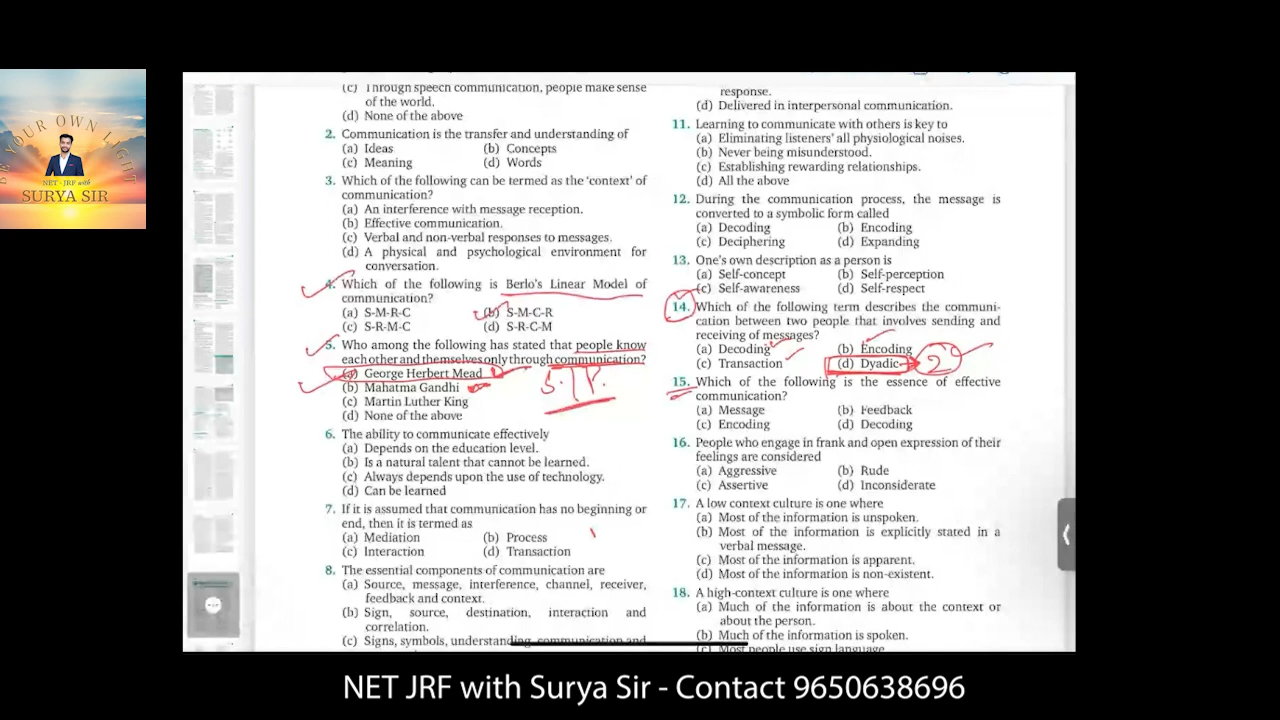 YOUR OWN LIGHT
NET - JRF with
SURYA SIR
(c) Through speech communication, people make sense
of the world.
(d) None of the above
2. Communication is the transfer and understanding of
(a) Ideas (b) Concepts
(c) Meaning (d) Words
3. Which of the following can be termed as the 'context' of
communication?
(a) An interference with message reception.
(b) Effective communication.
(c) Verbal and non-verbal responses to messages.
(d) A physical and psychological environment for
conversation.
4. Which of the following is Berlo's Linear Model of
communication?
(a) S-M-R-C (b) S-M-C-R
(c) S-R-M-C (d) S-R-C-M
5. Who among the following has stated that people know
each other and themselves only through communication?
(a) George Herbert Mead
(b) Mahatma Gandhi
(c) Martin Luther King
(d) None of the above
6. The ability to communicate effectively
(a) Depends on the education level.
(b) Is a natural talent that cannot be learned.
(c) Always depends upon the use of technology.
(d) Can be learned
7. If it is assumed that communication has no beginning or
end, then it is termed as
(a) Mediation (b) Process
(c) Interaction (d) Transaction
8. The essential components of communication are
(a) Source, message, interference, channel, receiver,
feedback and context.
(b) Sign, source, destination, interaction and
correlation.
(c) Signs, symbols, understanding, communication and
response.
(d) Delivered in interpersonal communication.
11. Learning to communicate with others is key to
(a) Eliminating listeners' all physiological noises.
(b) Never being misunderstood.
(c) Establishing rewarding relationships.
(d) All the above
12. During the communication process, the message is
converted to a symbolic form called
(a) Decoding (b) Encoding
(c) Deciphering (d) Expanding
13. One's own description as a person is
(a) Self-concept (b) Self-perception
(c) Self-awareness (d) Self-respect
14. Which of the following term describes the communi-
cation between two people that involves sending and
receiving of messages?
(a) Decoding (b) Encoding
(c) Transaction (d) Dyadic 2
15. Which of the following is the essence of effective
communication?
(a) Message (b) Feedback
(c) Encoding (d) Decoding
16. People who engage in frank and open expression of their
feelings are considered
(a) Aggressive (b) Rude
(c) Assertive (d) Inconsiderate
17. A low context culture is one where
(a) Most of the information is unspoken.
(b) Most of the information is explicitly stated in a
verbal message.
(c) Most of the information is apparent.
(d) Most of the information is non-existent.
18. A high-context culture is one where
(a) Much of the information is about the context or
about the person.
(b) Much of the information is spoken.
(c) Most people use sign language
NET JRF with Surya Sir - Contact 9650638696